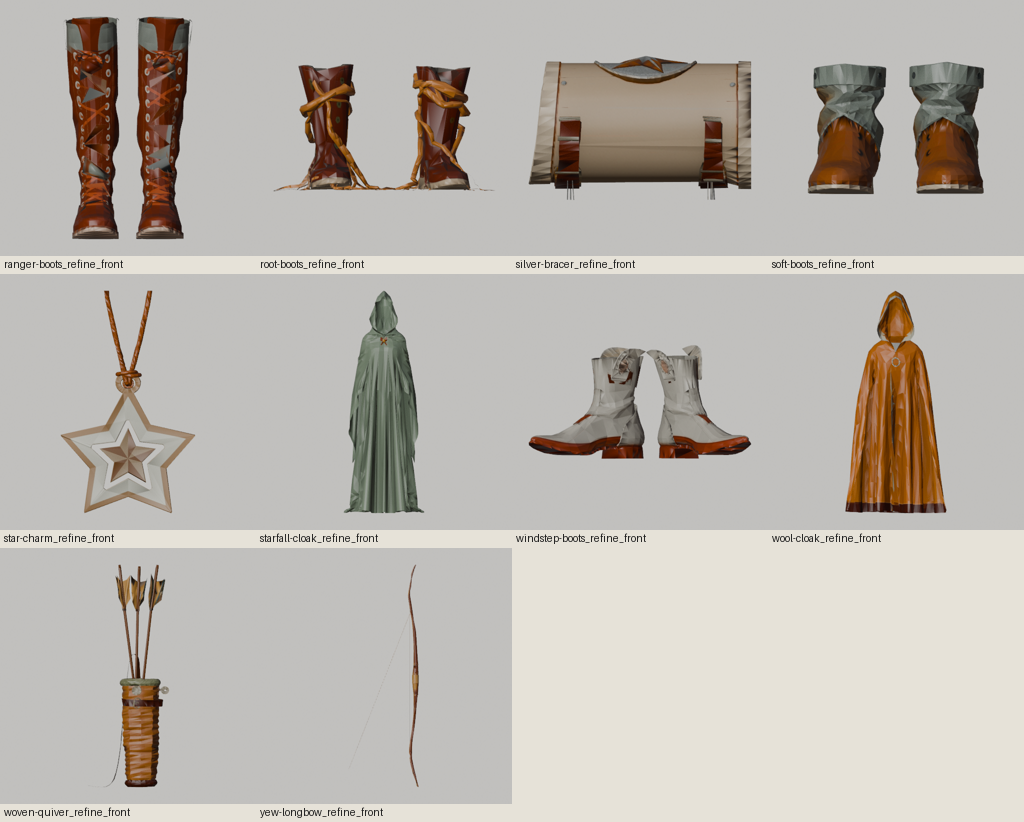 ranger-boots_refine_front
root-boots_refine_front
silver-bracer_refine_front
soft-boots_refine_front
star-charm_refine_front
starfall-cloak_refine_front
windstep-boots_refine_front
wool-cloak_refine_front
woven-quiver_refine_front
yew-longbow_refine_front